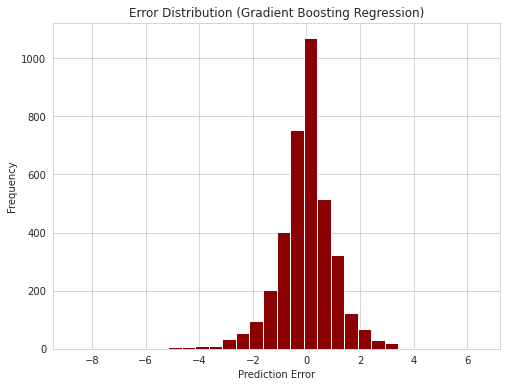 Error Distribution (Gradient Boosting Regression)
1000
800
600
400
200
0
Frequency
−8 −6 −4 −2 0 2 4 6
Prediction Error